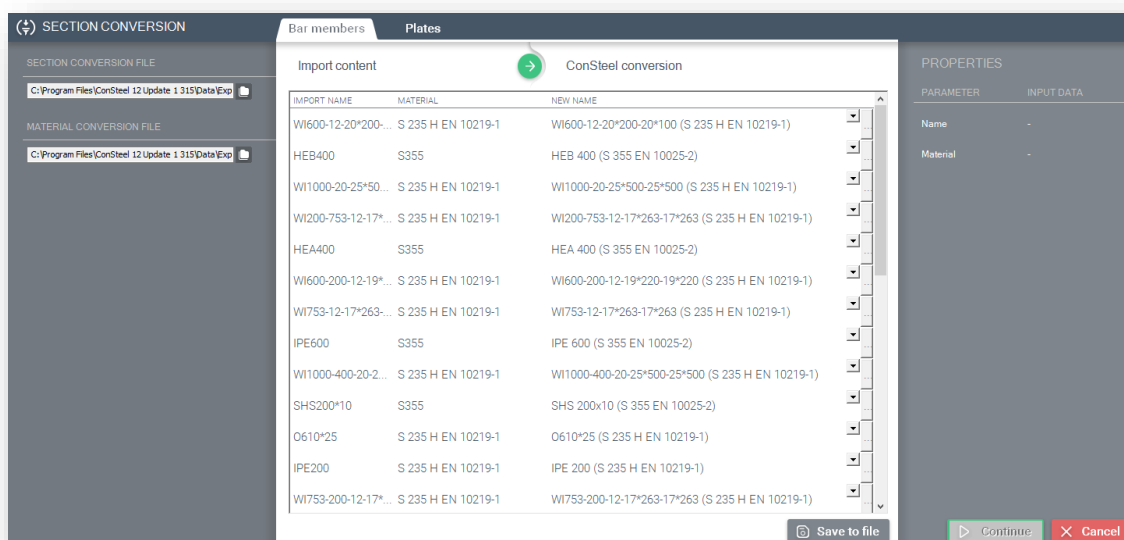 SECTION CONVERSION
Bar members
Plates
SECTION CONVERSION FILE
C:\Program Files\ConSteel 12 Update 1 315\Data\Exp
MATERIAL CONVERSION FILE
C:\Program Files\ConSteel 12 Update 1 315\Data\Exp
Import content
ConSteel conversion
IMPORT NAME MATERIAL NEW NAME
WI600-12-20*200-... S 235 H EN 10219-1 WI600-12-20*200-20*100 (S 235 H EN 10219-1)
HEB400 S355 HEB 400 (S 355 EN 10025-2)
WI1000-20-25*50... S 235 H EN 10219-1 WI1000-20-25*500-25*500 (S 235 H EN 10219-1)
WI200-753-12-17*... S 235 H EN 10219-1 WI200-753-12-17*263-17*263 (S 235 H EN 10219-1)
HEA400 S355 HEA 400 (S 355 EN 10025-2)
WI600-200-12-19*... S 235 H EN 10219-1 WI600-200-12-19*220-19*220 (S 235 H EN 10219-1)
WI753-12-17*263-... S 235 H EN 10219-1 WI753-12-17*263-17*263 (S 235 H EN 10219-1)
IPE600 S355 IPE 600 (S 355 EN 10025-2)
WI1000-400-20-2... S 235 H EN 10219-1 WI1000-400-20-25*500-25*500 (S 235 H EN 10219-1)
SHS200*10 S355 SHS 200x10 (S 355 EN 10025-2)
O610*25 S 235 H EN 10219-1 O610*25 (S 235 H EN 10219-1)
IPE200 S 235 H EN 10219-1 IPE 200 (S 235 H EN 10219-1)
WI753-200-12-17*... S 235 H EN 10219-1 WI753-200-12-17*263-17*263 (S 235 H EN 10219-1)
Save to file
PROPERTIES
PARAMETER INPUT DATA
Name -
Material -
Continue
Cancel